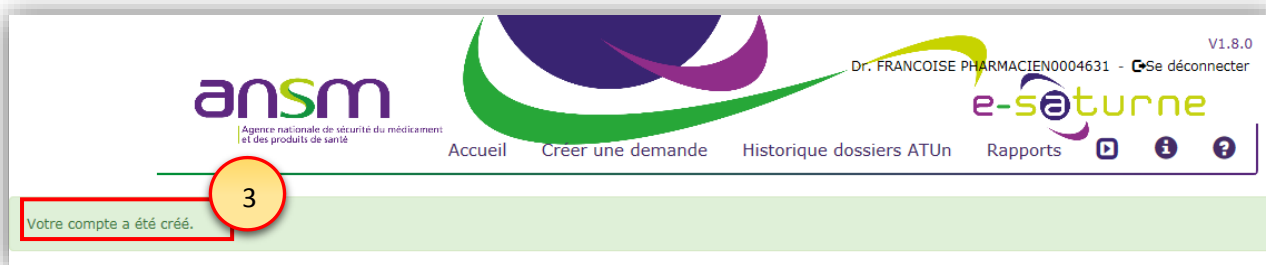 V1.8.0
Dr. FRANCOISE PHARMACIEN0004631 - Se déconnecter
ansm
Agence nationale de sécurité du médicament
et des produits de santé
e-saturne
Accueil Créer une demande Historique dossiers ATUn Rapports
3
Votre compte a été créé.